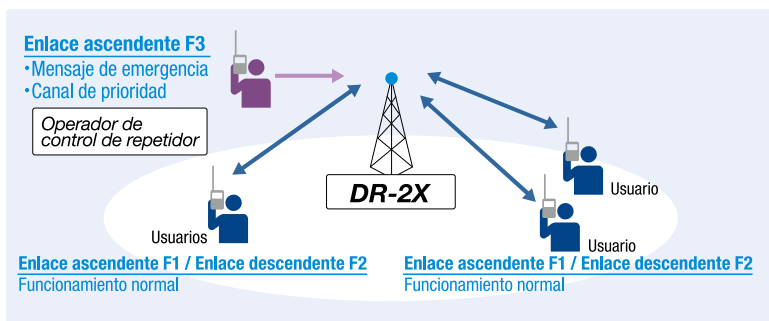 Enlace ascendente F3
•Mensaje de emergencia
•Canal de prioridad
Operador de
control de repetidor
DR-2X
Usuario
Usuarios
Usuario
Enlace ascendente F1 / Enlace descendente F2
Funcionamiento normal
Enlace ascendente F1 / Enlace descendente F2
Funcionamiento normal